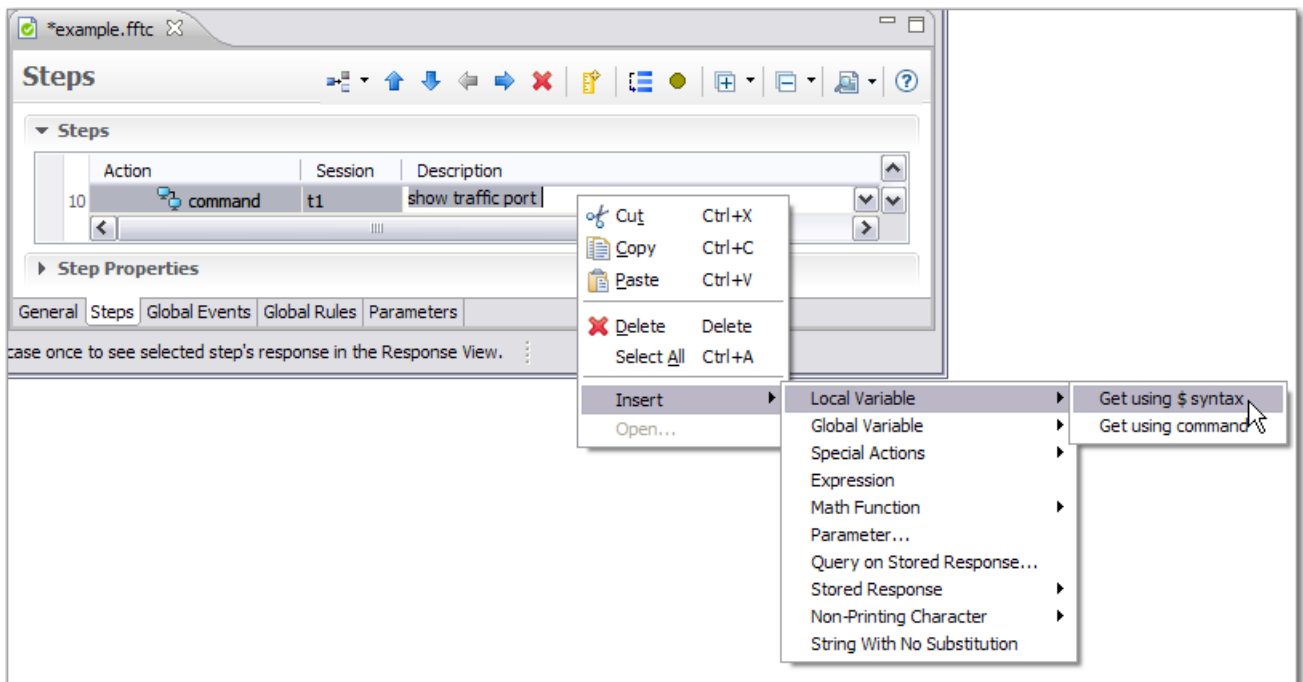 *example.fftc
Steps
Steps
Action Session Description
10 command t1 show traffic port
Step Properties
General Steps Global Events Global Rules Parameters
case once to see selected step's response in the Response View.
Cut Ctrl+X
Copy Ctrl+C
Paste Ctrl+V
Delete Delete
Select All Ctrl+A
Insert
Open...
Local Variable
Global Variable
Special Actions
Expression
Math Function
Parameter...
Query on Stored Response...
Stored Response
Non-Printing Character
String With No Substitution
Get using $ syntax
Get using command